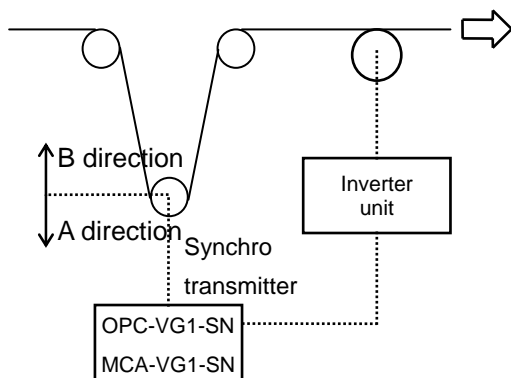 B direction
A direction
Synchro
transmitter
Inverter
unit
OPC-VG1-SN
MCA-VG1-SN